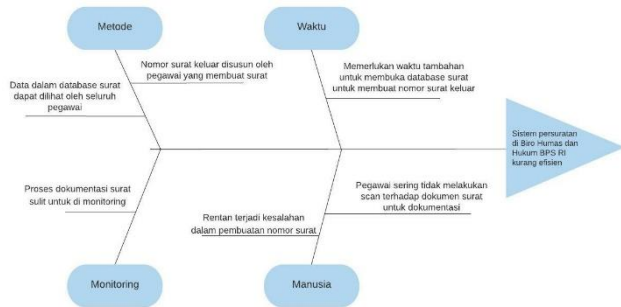 Metode
Waktu
Nomor surat keluar disusun oleh
pegawai yang membuat surat
Data dalam database surat
dapat dilihat oleh seluruh
pegawai
Memerlukan waktu tambahan
untuk membuka database surat
untuk membuat nomor surat keluar
Sistem persuratan
di Biro Humas dan
Hukum BPS RI
kurang efisien
Proses dokumentasi surat
sulit untuk di monitoring
Rentan terjadi kesalahan
dalam pembuatan nomor surat
Pegawai sering tidak melakukan
scan terhadap dokumen surat
untuk dokumentasi
Monitoring
Manusia